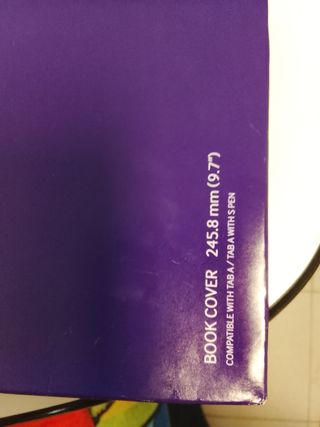 BOOK COVER 245.8 mm (9.7")
COMPATIBLE WITH TAB A / TAB A WITH S PEN